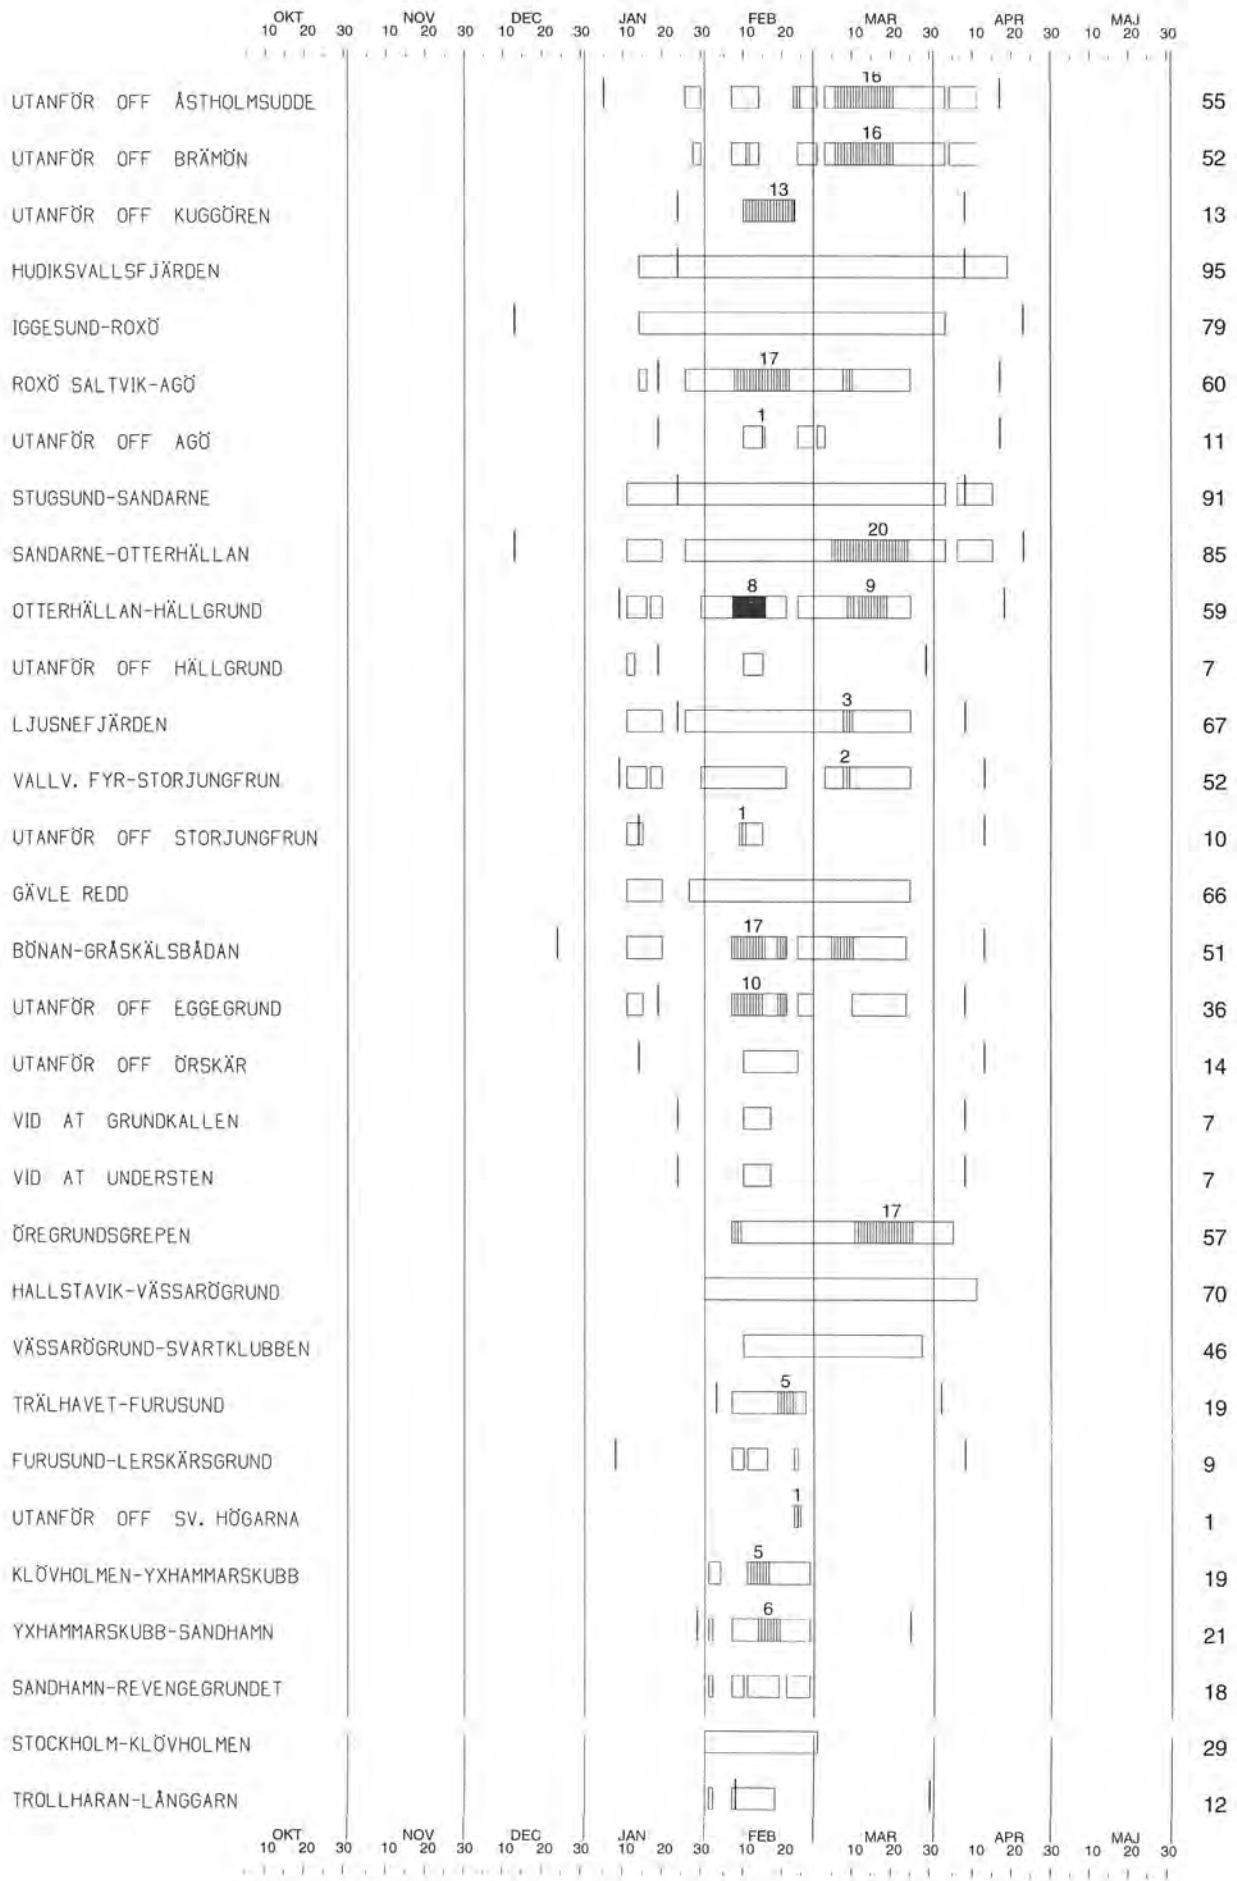 OKT NOV DEC JAN FEB MAR APR MAJ
10 20 30 10 20 30 10 20 30 10 20 30 10 20 10 20 30 10 20 30 10 20 30
UTANFÖR OFF ÅSTHOLMSUDDE 16 55
UTANFÖR OFF BRÄMÖN 16 52
UTANFÖR OFF KUGGÖREN 13 13
HUDIKSVALLSFJÄRDEN 95
IGGESUND-ROXÖ 79
ROXÖ SALTVIK-AGÖ 17 60
UTANFÖR OFF AGÖ 1 11
STUGSUND-SANDARNE 91
SANDARNE-OTTERHÄLLAN 20 85
OTTERHÄLLAN-HÄLLGRUND 8 9 59
UTANFÖR OFF HÄLLGRUND 7
LJUSNEFJÄRDEN 3 67
VALLV. FYR-STORJUNGFRUN 2 52
UTANFÖR OFF STORJUNGFRUN 1 10
GÄVLE REDD 66
BÖNAN-GRÅSKÄLSBÅDAN 17 51
UTANFÖR OFF EGGEGRUND 10 36
UTANFÖR OFF ÖRSKÄR 14
VID AT GRUNDKALLEN 7
VID AT UNDERSTEN 7
ÖREGRUNDSGREPEN 17 57
HALLSTAVIK-VÄSSARÖGRUND 70
VÄSSARÖGRUND-SVARTKLUBBEN 46
TRÄLHAVET-FURUSUND 5 19
FURUSUND-LERSKÄRSGRUND 9
UTANFÖR OFF SV. HÖGARNA 1 1
KLÖVHOLMEN-YXHAMMARSKUBB 5 19
YXHAMMARSKUBB-SANDHAMN 6 21
SANDHAMN-REVENGEGRUNDET 18
STOCKHOLM-KLÖVHOLMEN 29
TROLLHARAN-LÅNGGARN 12
OKT NOV DEC JAN FEB MAR APR MAJ
10 20 30 10 20 30 10 20 30 10 20 30 10 20 10 20 30 10 20 30 10 20 30